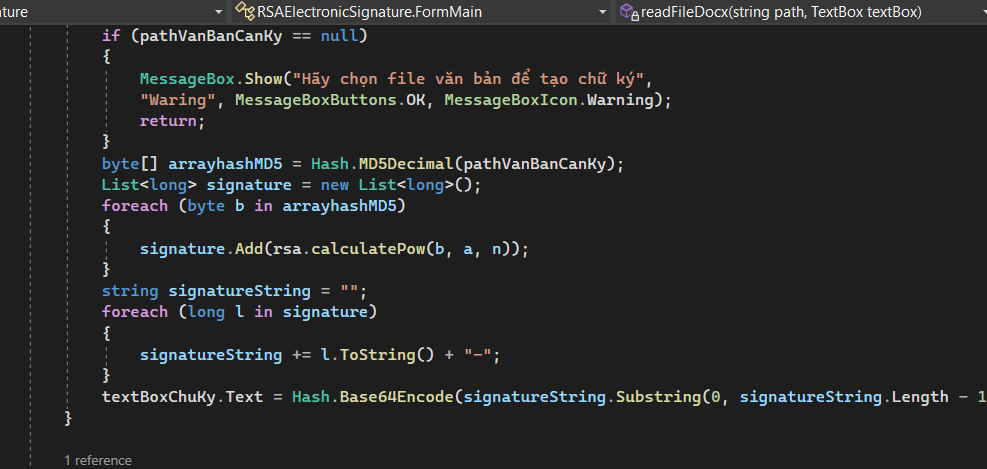 ature RSAElectronicSignature.FormMain readFileDocx(string path, TextBox textBox)
if (pathVanBanCanKy == null)
{
MessageBox.Show("Hãy chọn file văn bản để tạo chữ ký",
"Waring", MessageBoxButtons.OK, MessageBoxIcon.Warning);
return;
}
byte[] arrayhashMD5 = Hash.MD5Decimal(pathVanBanCanKy);
List<long> signature = new List<long>();
foreach (byte b in arrayhashMD5)
{
signature.Add(rsa.calculatePow(b, a, n));
}
string signatureString = "";
foreach (long l in signature)
{
signatureString += l.ToString() + "-";
}
textBoxChuKy.Text = Hash.Base64Encode(signatureString.Substring(0, signatureString.Length - 1
}
1 reference